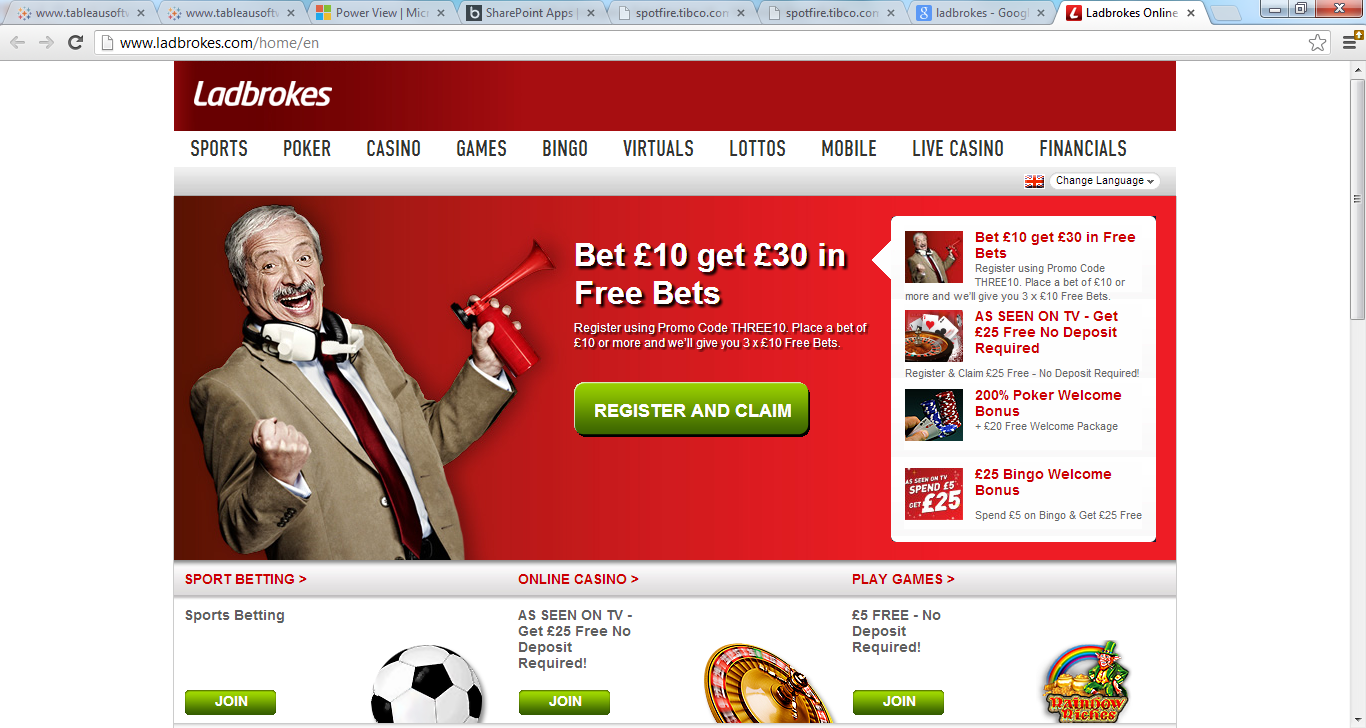 www.tableausoftw
www.tableausoftw
Power View | Micr
SharePoint Apps |
spotfire.tibco.com
spotfire.tibco.com
ladbrokes - Googl
Ladbrokes Online
www.ladbrokes.com/home/en
Ladbrokes
SPORTS POKER CASINO GAMES BINGO VIRTUALS LOTTOS MOBILE LIVE CASINO FINANCIALS
Change Language
Bet £10 get £30 in
Free Bets
Register using Promo Code THREE10. Place a bet of
£10 or more and we'll give you 3 x £10 Free Bets.
REGISTER AND CLAIM
Bet £10 get £30 in Free
Bets
Register using Promo Code
THREE10. Place a bet of £10 or
more and we'll give you 3 x £10 Free Bets.
AS SEEN ON TV - Get
£25 Free No Deposit
Required
Register & Claim £25 Free - No Deposit Required!
200% Poker Welcome
Bonus
+ £20 Free Welcome Package
AS SEEN ON TV
SPEND £5
GET £25
£25 Bingo Welcome
Bonus
Spend £5 on Bingo & Get £25 Free
SPORT BETTING >
Sports Betting
JOIN
ONLINE CASINO >
AS SEEN ON TV -
Get £25 Free No
Deposit
Required!
JOIN
PLAY GAMES >
£5 FREE - No
Deposit
Required!
JOIN
Rainbow
Riches